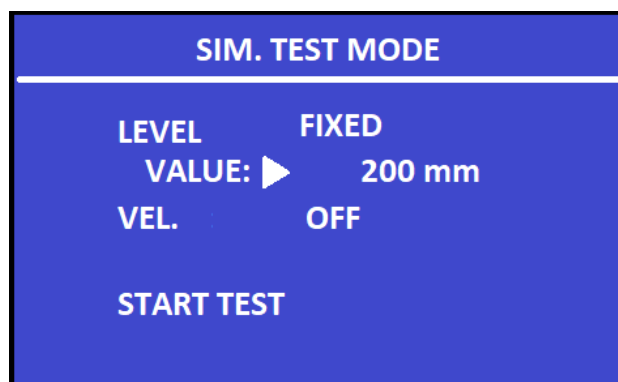 SIM. TEST MODE
LEVEL FIXED
VALUE: 200 mm
VEL. OFF
START TEST